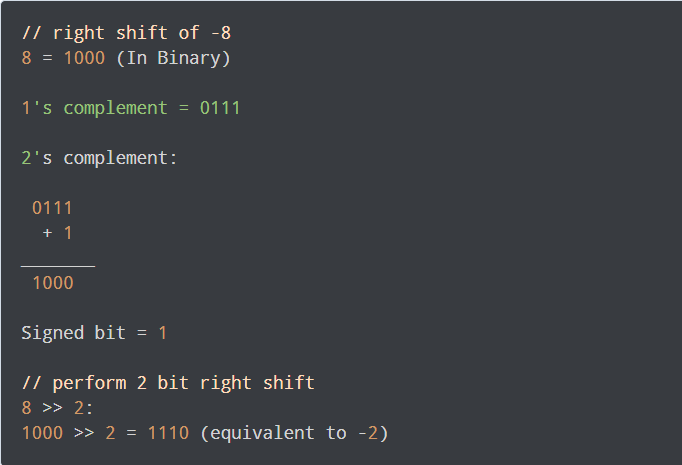 // right shift of -8
8 = 1000 (In Binary)
1's complement = 0111
2's complement:
0111
+ 1
_______
1000
Signed bit = 1
// perform 2 bit right shift
8 >> 2:
1000 >> 2 = 1110 (equivalent to -2)